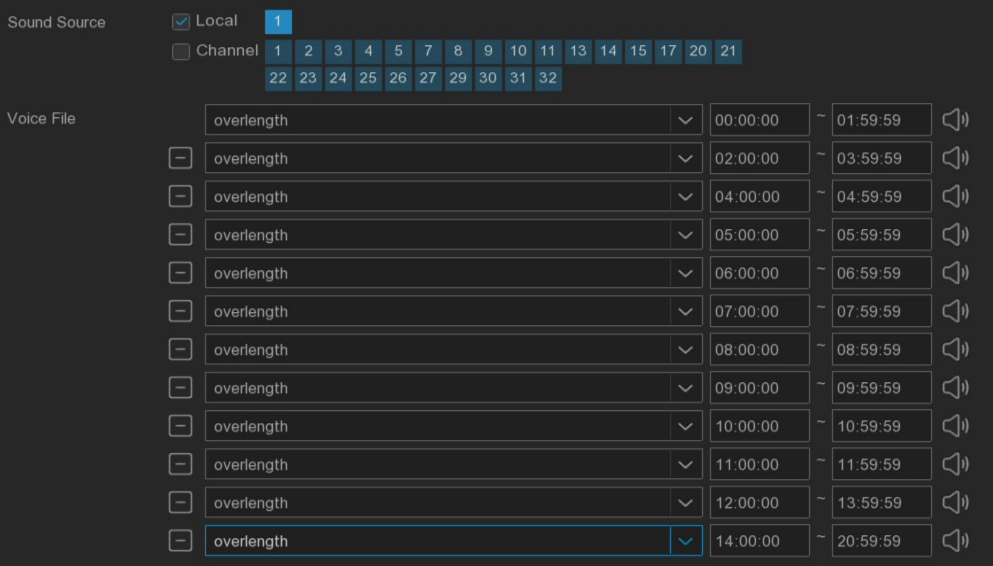 Sound Source Local 1
Channel 1 2 3 4 5 7 8 9 10 11 13 14 15 17 20 21
22 23 24 25 26 27 29 30 31 32
Voice File overlength 00:00:00 ~ 01:59:59
overlength 02:00:00 ~ 03:59:59
overlength 04:00:00 ~ 04:59:59
overlength 05:00:00 ~ 05:59:59
overlength 06:00:00 ~ 06:59:59
overlength 07:00:00 ~ 07:59:59
overlength 08:00:00 ~ 08:59:59
overlength 09:00:00 ~ 09:59:59
overlength 10:00:00 ~ 10:59:59
overlength 11:00:00 ~ 11:59:59
overlength 12:00:00 ~ 13:59:59
overlength 14:00:00 ~ 20:59:59